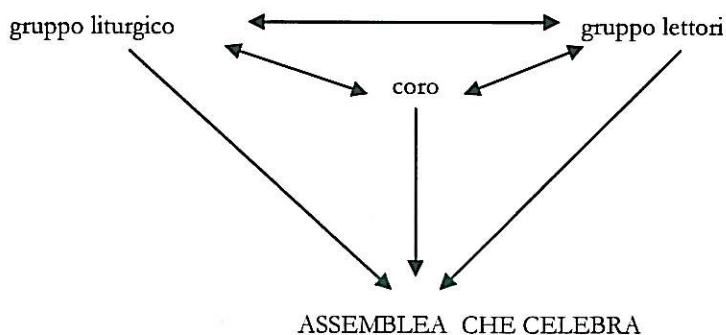 gruppo liturgico
gruppo lettori
coro
ASSEMBLEA CHE CELEBRA